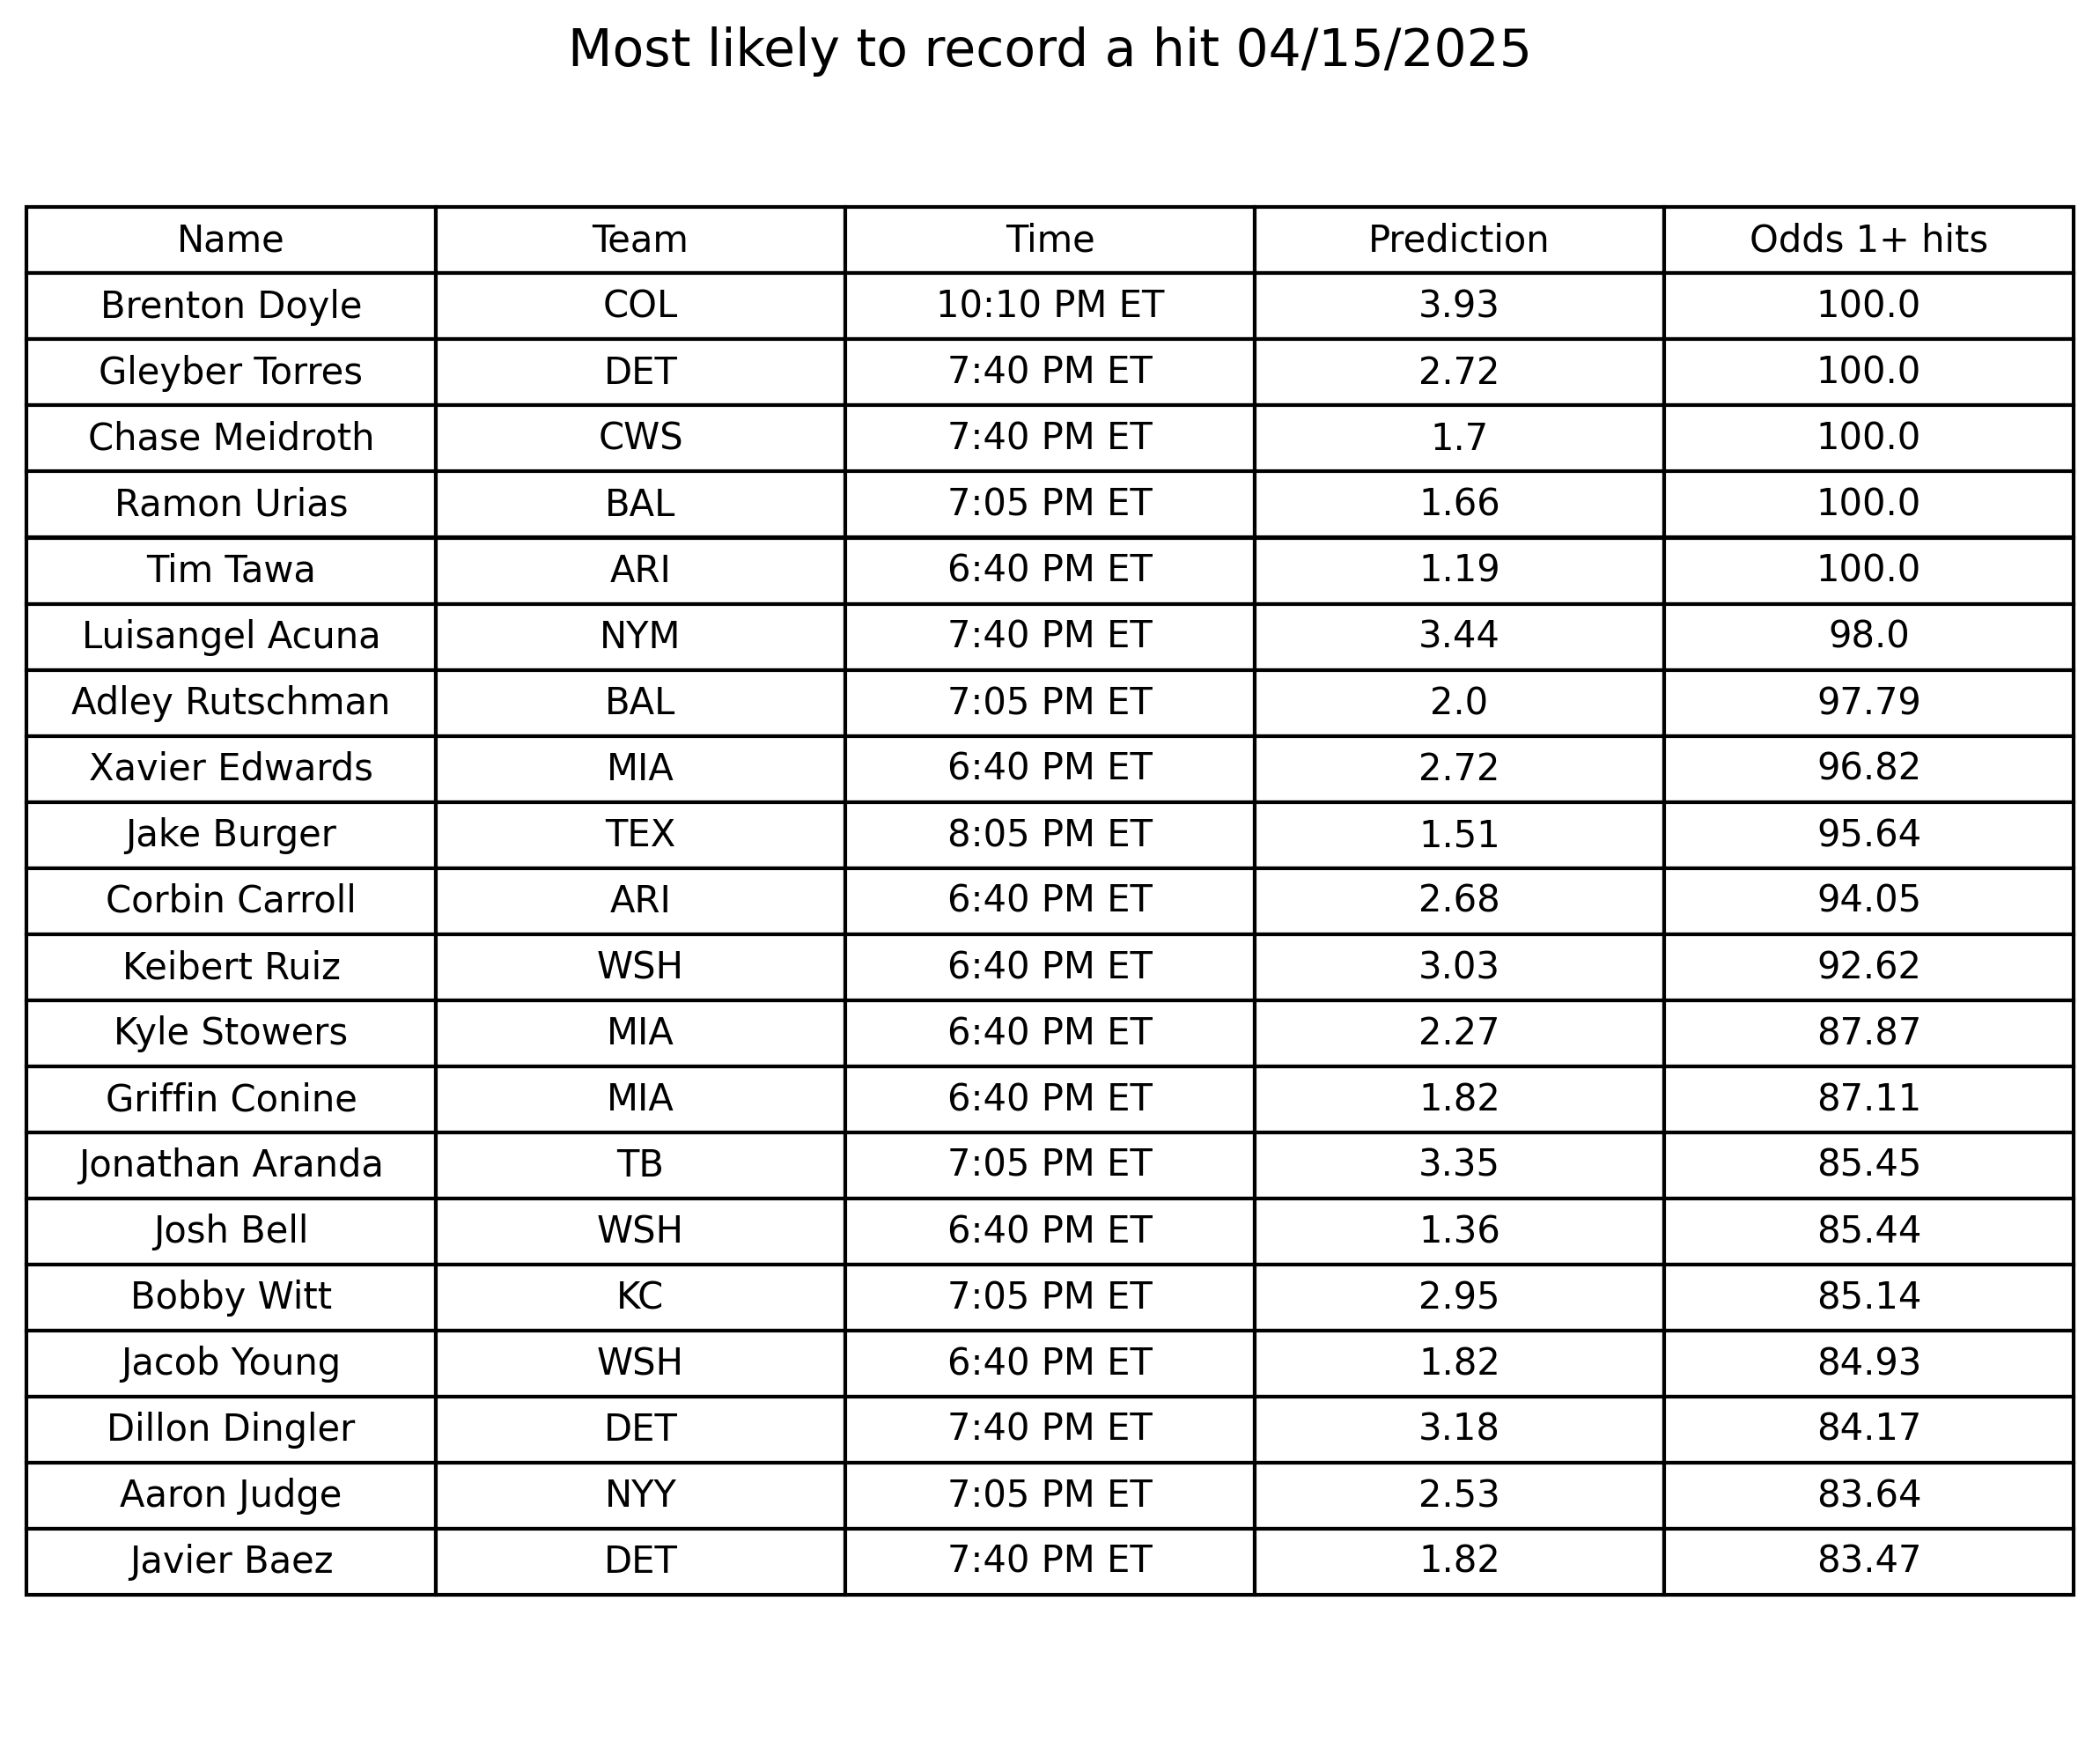 Most likely to record a hit 04/15/2025
Name Team Time Prediction Odds 1+ hits
Brenton Doyle COL 10:10 PM ET 3.93 100.0
Gleyber Torres DET 7:40 PM ET 2.72 100.0
Chase Meidroth CWS 7:40 PM ET 1.7 100.0
Ramon Urias BAL 7:05 PM ET 1.66 100.0
Tim Tawa ARI 6:40 PM ET 1.19 100.0
Luisangel Acuna NYM 7:40 PM ET 3.44 98.0
Adley Rutschman BAL 7:05 PM ET 2.0 97.79
Xavier Edwards MIA 6:40 PM ET 2.72 96.82
Jake Burger TEX 8:05 PM ET 1.51 95.64
Corbin Carroll ARI 6:40 PM ET 2.68 94.05
Keibert Ruiz WSH 6:40 PM ET 3.03 92.62
Kyle Stowers MIA 6:40 PM ET 2.27 87.87
Griffin Conine MIA 6:40 PM ET 1.82 87.11
Jonathan Aranda TB 7:05 PM ET 3.35 85.45
Josh Bell WSH 6:40 PM ET 1.36 85.44
Bobby Witt KC 7:05 PM ET 2.95 85.14
Jacob Young WSH 6:40 PM ET 1.82 84.93
Dillon Dingler DET 7:40 PM ET 3.18 84.17
Aaron Judge NYY 7:05 PM ET 2.53 83.64
Javier Baez DET 7:40 PM ET 1.82 83.47